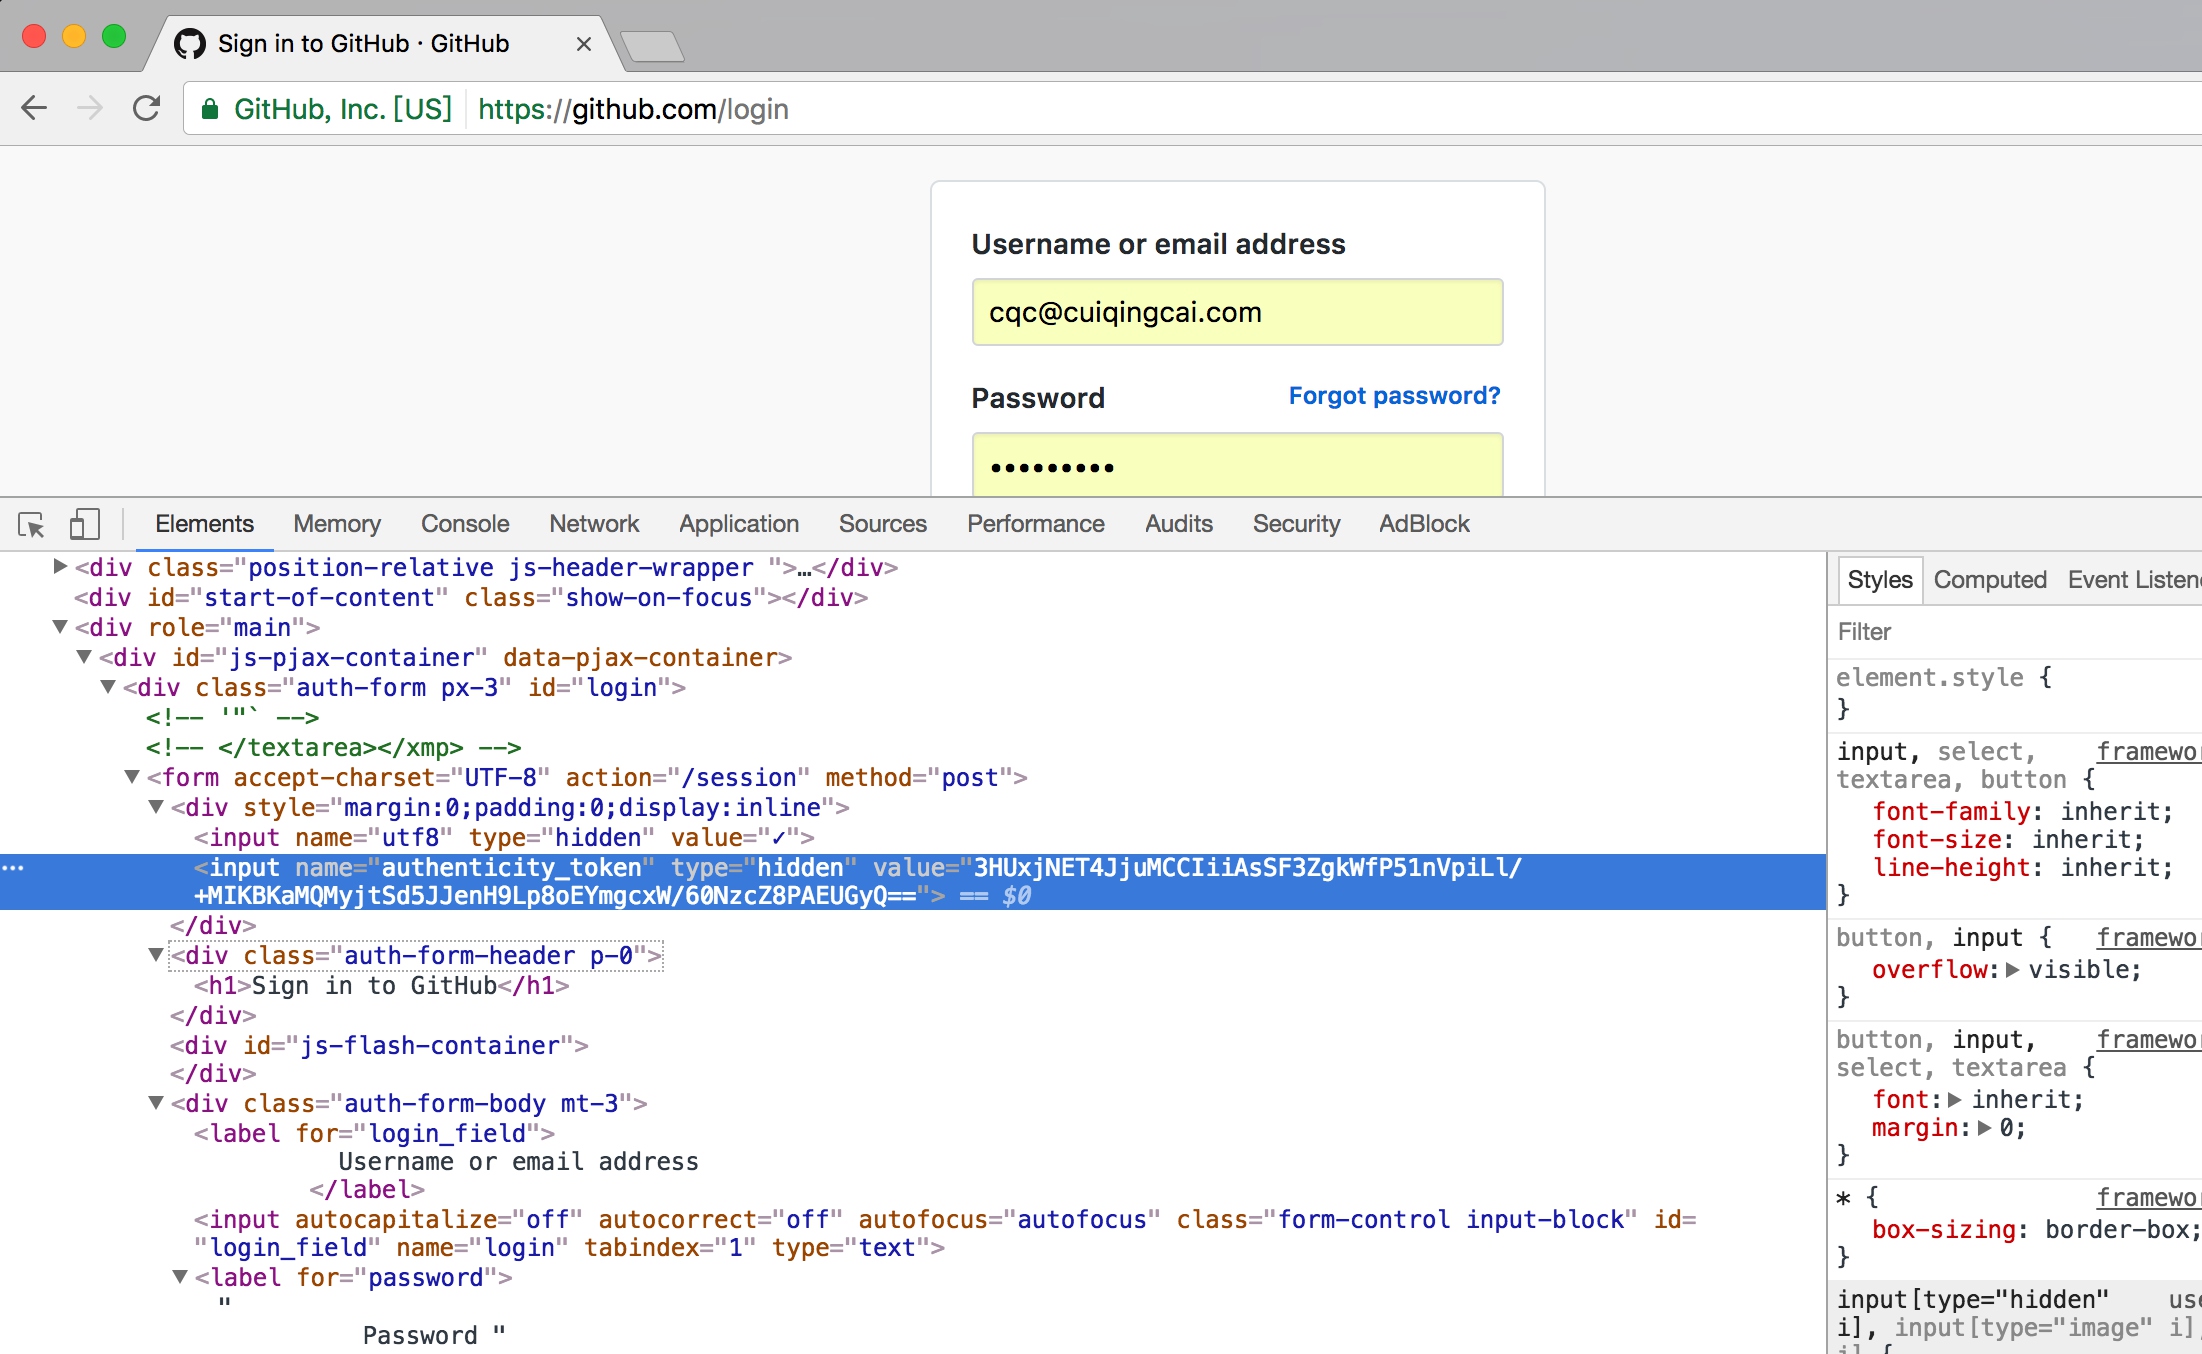 Sign in to GitHub · GitHub
GitHub, Inc. [US] https://github.com/login
Username or email address
cqc@cuiqingcai.com
Password Forgot password?
•••••••••
Elements Memory Console Network Application Sources Performance Audits Security AdBlock
<div class="position-relative js-header-wrapper ">…</div>
<div id="start-of-content" class="show-on-focus"></div>
<div role="main">
<div id="js-pjax-container" data-pjax-container>
<div class="auth-form px-3" id="login">
<!-- '"` -->
<!-- </textarea></xmp> -->
<form accept-charset="UTF-8" action="/session" method="post">
<div style="margin:0;padding:0;display:inline">
<input name="utf8" type="hidden" value="✓">
<input name="authenticity_token" type="hidden" value="3HUxjNET4JjuMCCIiiAsSF3ZgkWfP51nVpiLl/
+MIKBKaMQMyjtSd5JJenH9Lp8oEYmgcxW/60NzcZ8PAEUGyQ=="> == $0
</div>
<div class="auth-form-header p-0">
<h1>Sign in to GitHub</h1>
</div>
<div id="js-flash-container">
</div>
<div class="auth-form-body mt-3">
<label for="login_field">
Username or email address
</label>
<input autocapitalize="off" autocorrect="off" autofocus="autofocus" class="form-control input-block" id=
"login_field" name="login" tabindex="1" type="text">
<label for="password">
"
Password "
Styles Computed Event Listen
Filter
element.style {
}
input, select, framewo
textarea, button {
font-family: inherit;
font-size: inherit;
line-height: inherit;
}
button, input { framewo
overflow: visible;
}
button, input, framewo
select, textarea {
font: inherit;
margin: 0;
}
* { framewo
box-sizing: border-box;
}
input[type="hidden" use
i], input[type="image" i]